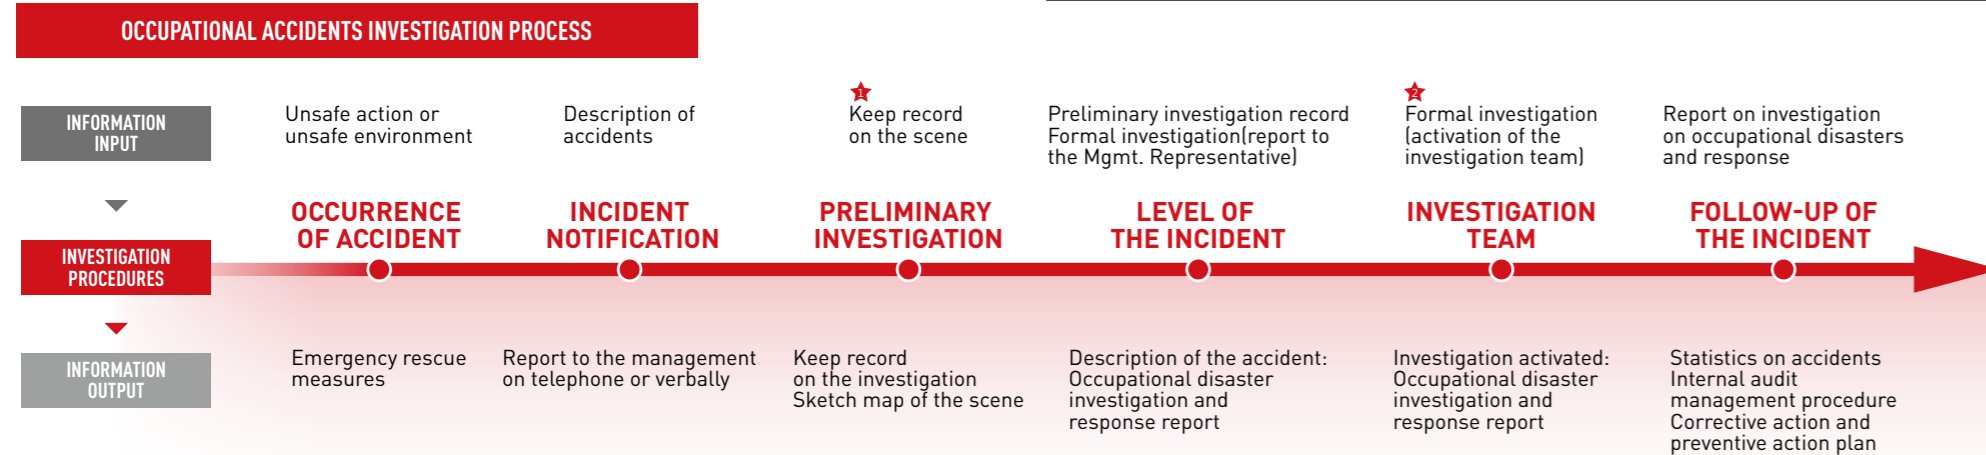 OCCUPATIONAL ACCIDENTS INVESTIGATION PROCESS
INFORMATION
INPUT
Unsafe action or
unsafe environment
Description of
accidents
1
Keep record
on the scene
Preliminary investigation record
Formal investigation(report to
the Mgmt. Representative)
2
Formal investigation
(activation of the
investigation team)
Report on investigation
on occupational disasters
and response
INVESTIGATION
PROCEDURES
OCCURRENCE
OF ACCIDENT
INCIDENT
NOTIFICATION
PRELIMINARY
INVESTIGATION
LEVEL OF
THE INCIDENT
INVESTIGATION
TEAM
FOLLOW-UP OF
THE INCIDENT
INFORMATION
OUTPUT
Emergency rescue
measures
Report to the management
on telephone or verbally
Keep record
on the investigation
Sketch map of the scene
Description of the accident:
Occupational disaster
investigation and
response report
Investigation activated:
Occupational disaster
investigation and
response report
Statistics on accidents
Internal audit
management procedure
Corrective action and
preventive action plan